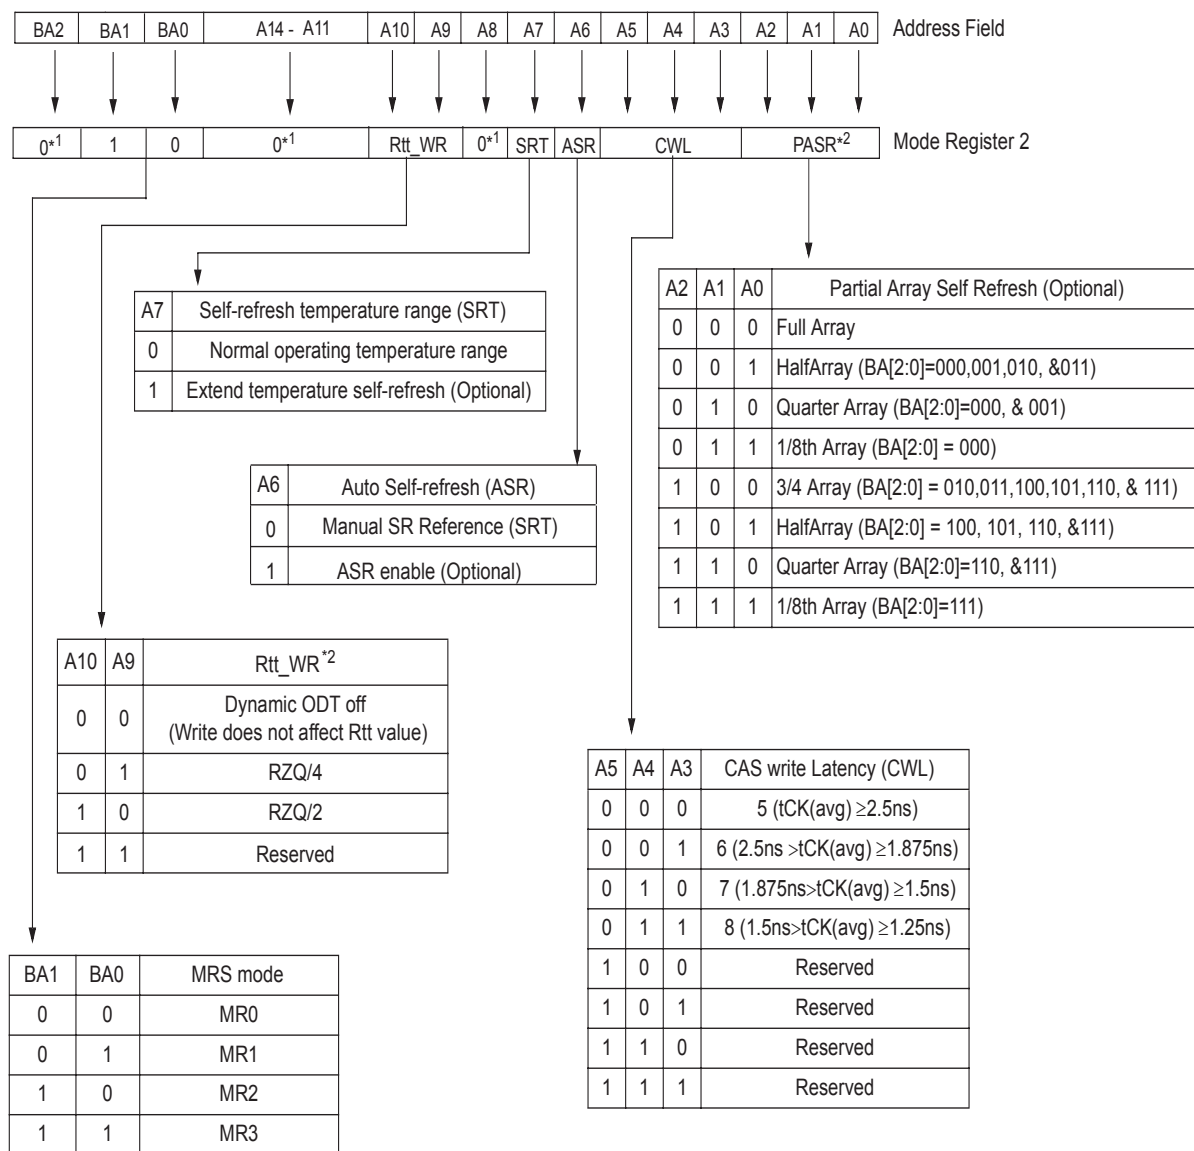 BA2 BA1 BA0 A14 - A11 A10 A9 A8 A7 A6 A5 A4 A3 A2 A1 A0 Address Field
0*1 1 0 0*1 Rtt_WR 0*1 SRT ASR CWL PASR*2 Mode Register 2
A7 Self-refresh temperature range (SRT)
0 Normal operating temperature range
1 Extend temperature self-refresh (Optional)
A2 A1 A0 Partial Array Self Refresh (Optional)
0 0 0 Full Array
0 0 1 HalfArray (BA[2:0]=000,001,010, &011)
0 1 0 Quarter Array (BA[2:0]=000, & 001)
0 1 1 1/8th Array (BA[2:0] = 000)
1 0 0 3/4 Array (BA[2:0] = 010,011,100,101,110, & 111)
1 0 1 HalfArray (BA[2:0] = 100, 101, 110, &111)
1 1 0 Quarter Array (BA[2:0]=110, &111)
1 1 1 1/8th Array (BA[2:0]=111)
A6 Auto Self-refresh (ASR)
0 Manual SR Reference (SRT)
1 ASR enable (Optional)
A10 A9 Rtt_WR*2
0 0 Dynamic ODT off
(Write does not affect Rtt value)
0 1 RZQ/4
1 0 RZQ/2
1 1 Reserved
A5 A4 A3 CAS write Latency (CWL)
0 0 0 5 (tCK(avg) ≥2.5ns)
0 0 1 6 (2.5ns >tCK(avg) ≥1.875ns)
0 1 0 7 (1.875ns>tCK(avg) ≥1.5ns)
0 1 1 8 (1.5ns>tCK(avg) ≥1.25ns)
1 0 0 Reserved
1 0 1 Reserved
1 1 0 Reserved
1 1 1 Reserved
BA1 BA0 MRS mode
0 0 MR0
0 1 MR1
1 0 MR2
1 1 MR3